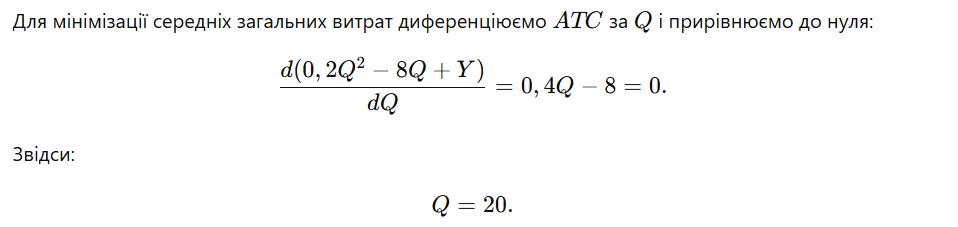 Для мінімізації середніх загальних витрат диференціюємо ATC за Q і прирівнюємо до нуля:
d(0, 2Q² − 8Q + Y)
dQ
= 0, 4Q − 8 = 0.
Звідси:
Q = 20.